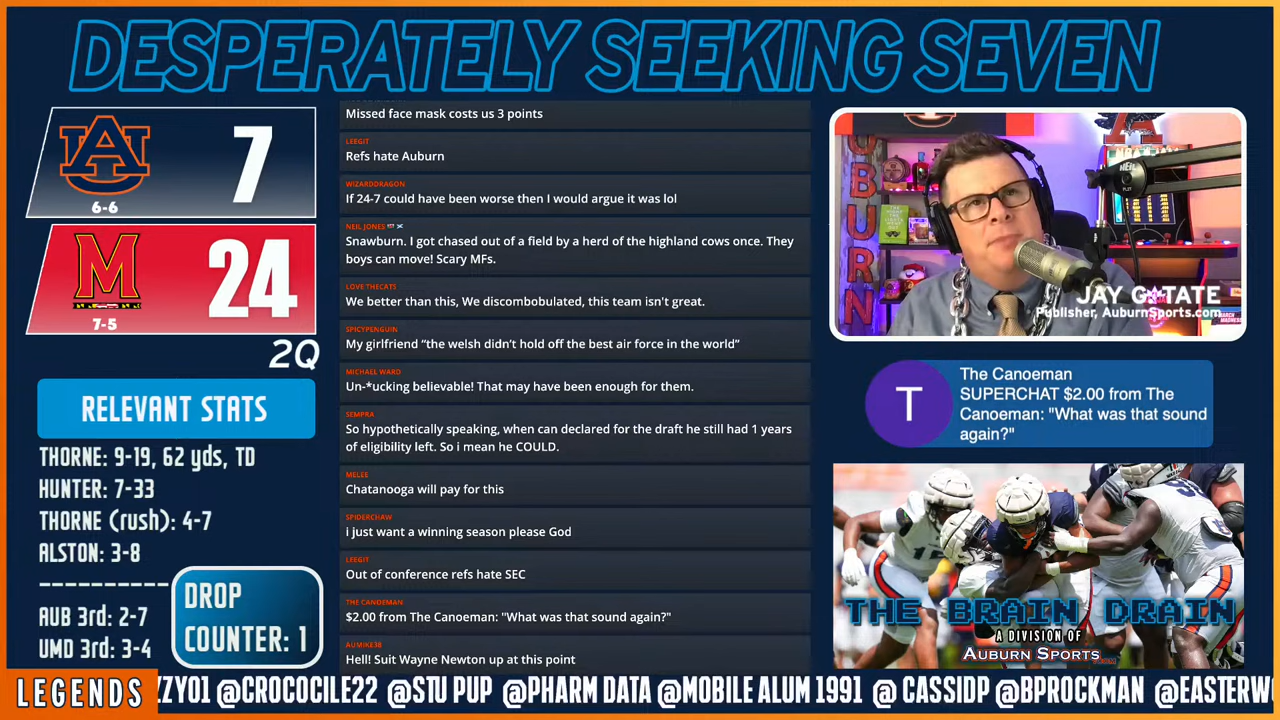 DESPERATELY SEEKING SEVEN
7
6-6
24
7-5
2Q
RELEVANT STATS
THORNE: 9-19, 62 yds, TD
HUNTER: 7-33
THORNE (rush): 4-7
ALSTON: 3-8
----------
AUB 3rd: 2-7
UMD 3rd: 3-4
DROP
COUNTER: 1
Missed face mask costs us 3 points
LEEGIT
Refs hate Auburn
WIZARDDRAGON
If 24-7 could have been worse then I would argue it was lol
NEIL JONES
Snawburn. I got chased out of a field by a herd of the highland cows once. They
boys can move! Scary MFs.
LOVE THECATS
We better than this, We discombobulated, this team isn't great.
SPICYPENGUIN
My girlfriend “the welsh didn’t hold off the best air force in the world”
MICHAEL WARD
Un-*ucking believable! That may have been enough for them.
SEMPRA
So hypothetically speaking, when can declared for the draft he still had 1 years
of eligibility left. So i mean he COULD.
MELEE
Chatanooga will pay for this
SPIDERCHAW
i just want a winning season please God
LEEGIT
Out of conference refs hate SEC
THE CANOEMAN
$2.00 from The Canoeman: "What was that sound again?"
AUMIKE38
Hell! Suit Wayne Newton up at this point
JAY G. TATE
Publisher, AuburnSports.com
The Canoeman
SUPERCHAT $2.00 from The
Canoeman: "What was that sound
again?"
T
THE BRAIN DRAIN
A DIVISION OF
AUBURN SPORTS.COM
LEGENDS
ZZY01 @CROCOCILE22 @STU PUP @PHARM DATA @MOBILE ALUM 1991 @ CASSIDP @BPROCKMAN @EASTERW